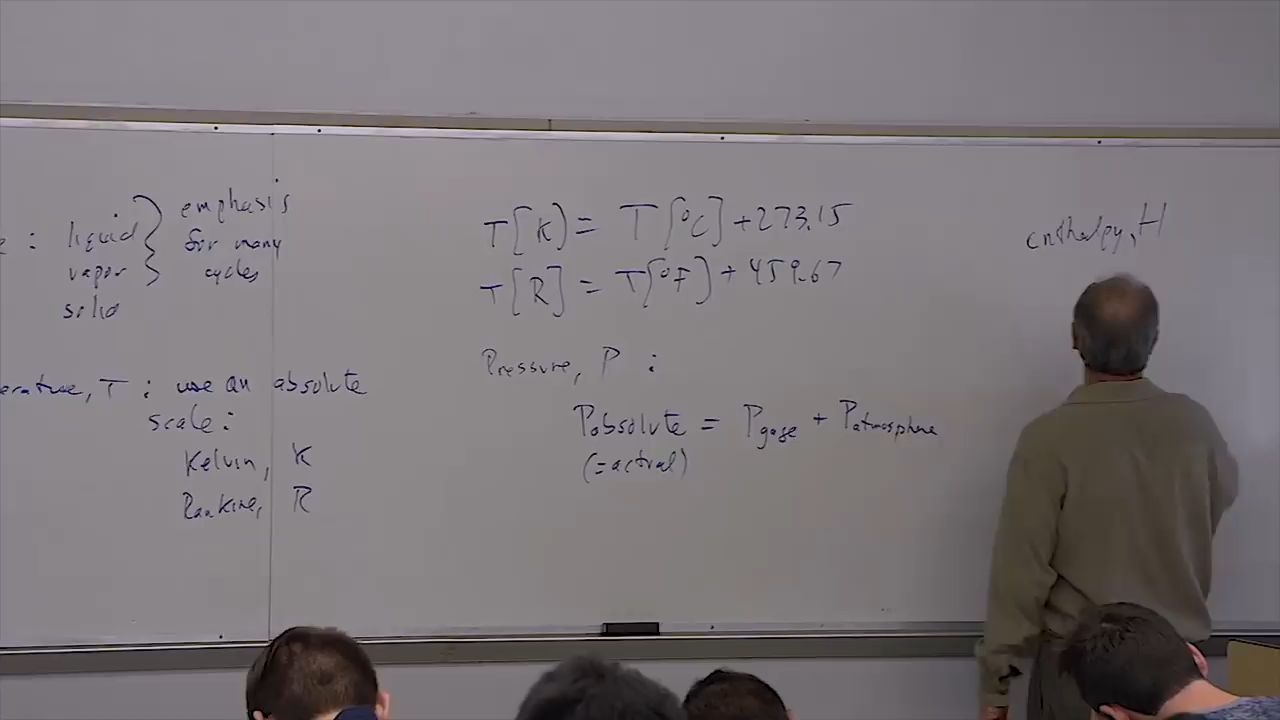 e : liquid } emphasis
vapor } for many
solid cycles
erature, T : use an absolute
scale:
Kelvin, K
Rankine, R
T[K] = T[°C] + 273.15
T[R] = T[°F] + 459.67
Pressure, P :
Pabsolute = Pgage + Patmosphere
(=actual)
enthalpy, H